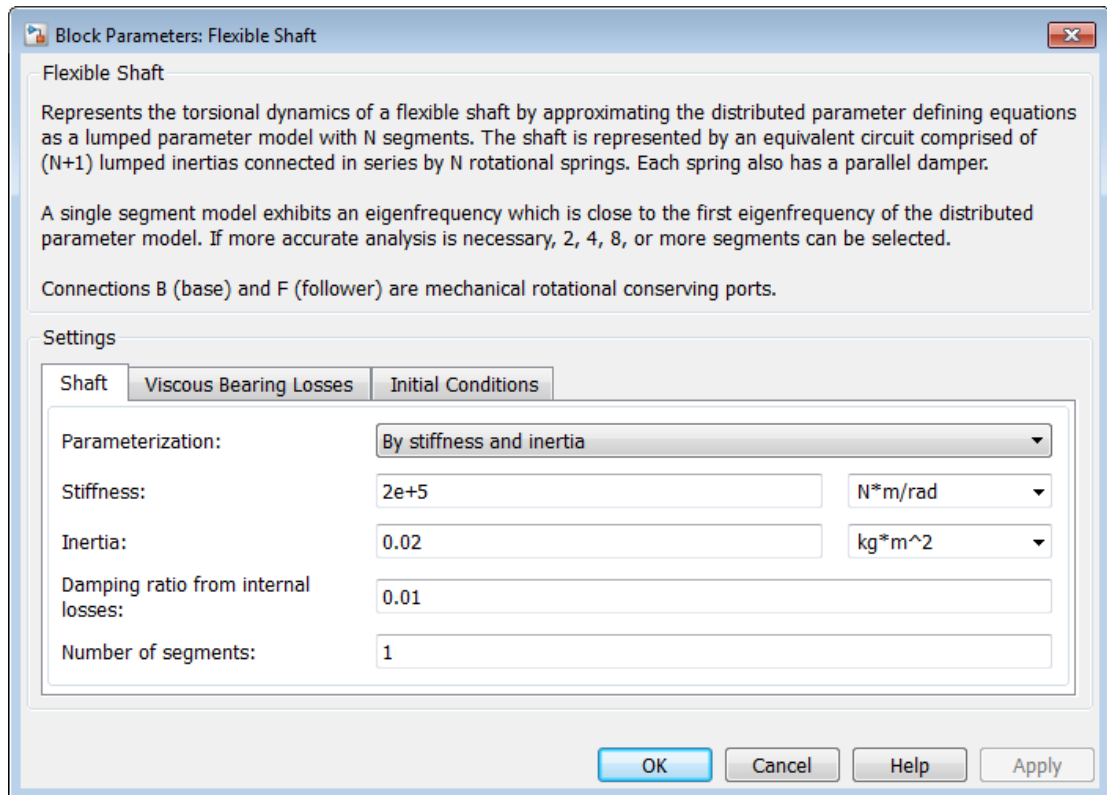 Block Parameters: Flexible Shaft
Flexible Shaft
Represents the torsional dynamics of a flexible shaft by approximating the distributed parameter defining equations
as a lumped parameter model with N segments. The shaft is represented by an equivalent circuit comprised of
(N+1) lumped inertias connected in series by N rotational springs. Each spring also has a parallel damper.
A single segment model exhibits an eigenfrequency which is close to the first eigenfrequency of the distributed
parameter model. If more accurate analysis is necessary, 2, 4, 8, or more segments can be selected.
Connections B (base) and F (follower) are mechanical rotational conserving ports.
Settings
Shaft Viscous Bearing Losses Initial Conditions
Parameterization: By stiffness and inertia
Stiffness: 2e+5 N*m/rad
Inertia: 0.02 kg*m^2
Damping ratio from internal
losses: 0.01
Number of segments: 1
OK Cancel Help Apply